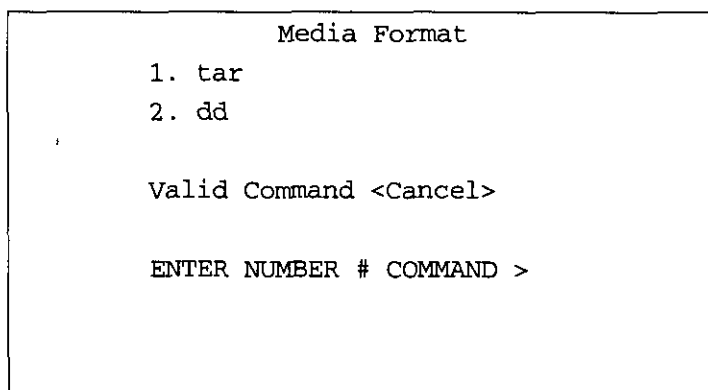 Media Format
1. tar
2. dd
Valid Command <Cancel>
ENTER NUMBER # COMMAND >